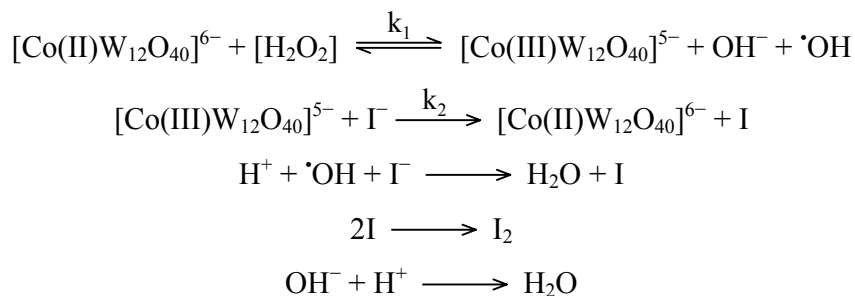 [Co(II)W₁₂O₄₀]⁶⁻ + [H₂O₂] ⇌ k₁ [Co(III)W₁₂O₄₀]⁵⁻ + OH⁻ + •OH
[Co(III)W₁₂O₄₀]⁵⁻ + I⁻ → k₂ [Co(II)W₁₂O₄₀]⁶⁻ + I
H⁺ + •OH + I⁻ → H₂O + I
2I → I₂
OH⁻ + H⁺ → H₂O